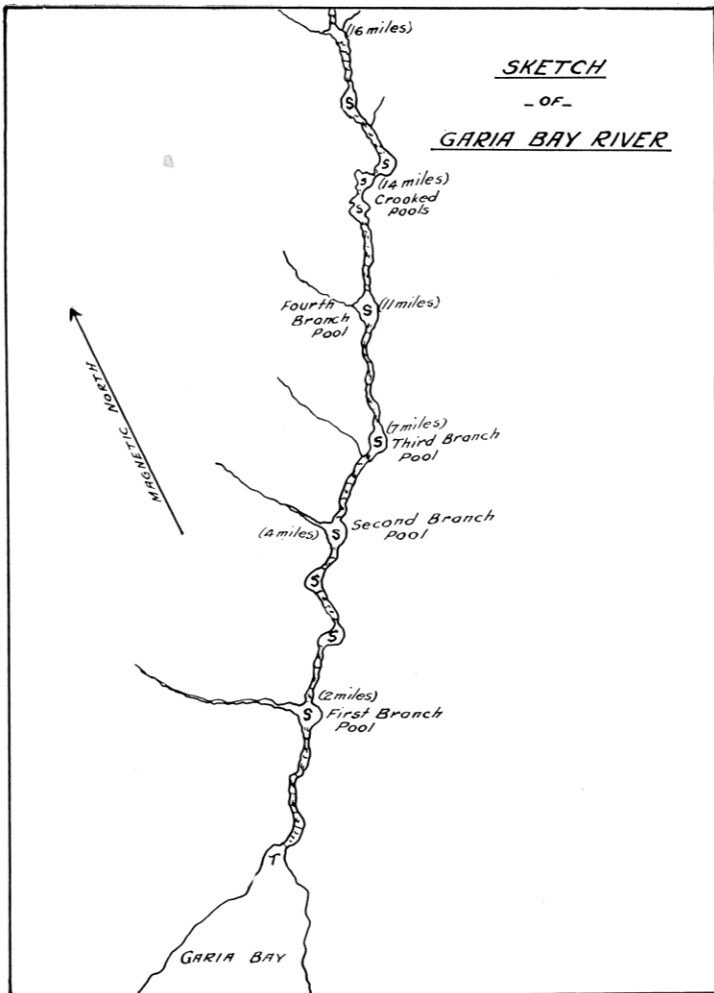 SKETCH
_ OF _
GARIA BAY RIVER
(16 miles)
S
S
S
(14 miles)
Crooked
Pools
S
Fourth
Branch
Pool
S
(11 miles)
MAGNETIC NORTH
(7 miles)
S
Third Branch
Pool
(4 miles)
S
Second Branch
Pool
S
S
(2 miles)
S
First Branch
Pool
T
GARIA BAY